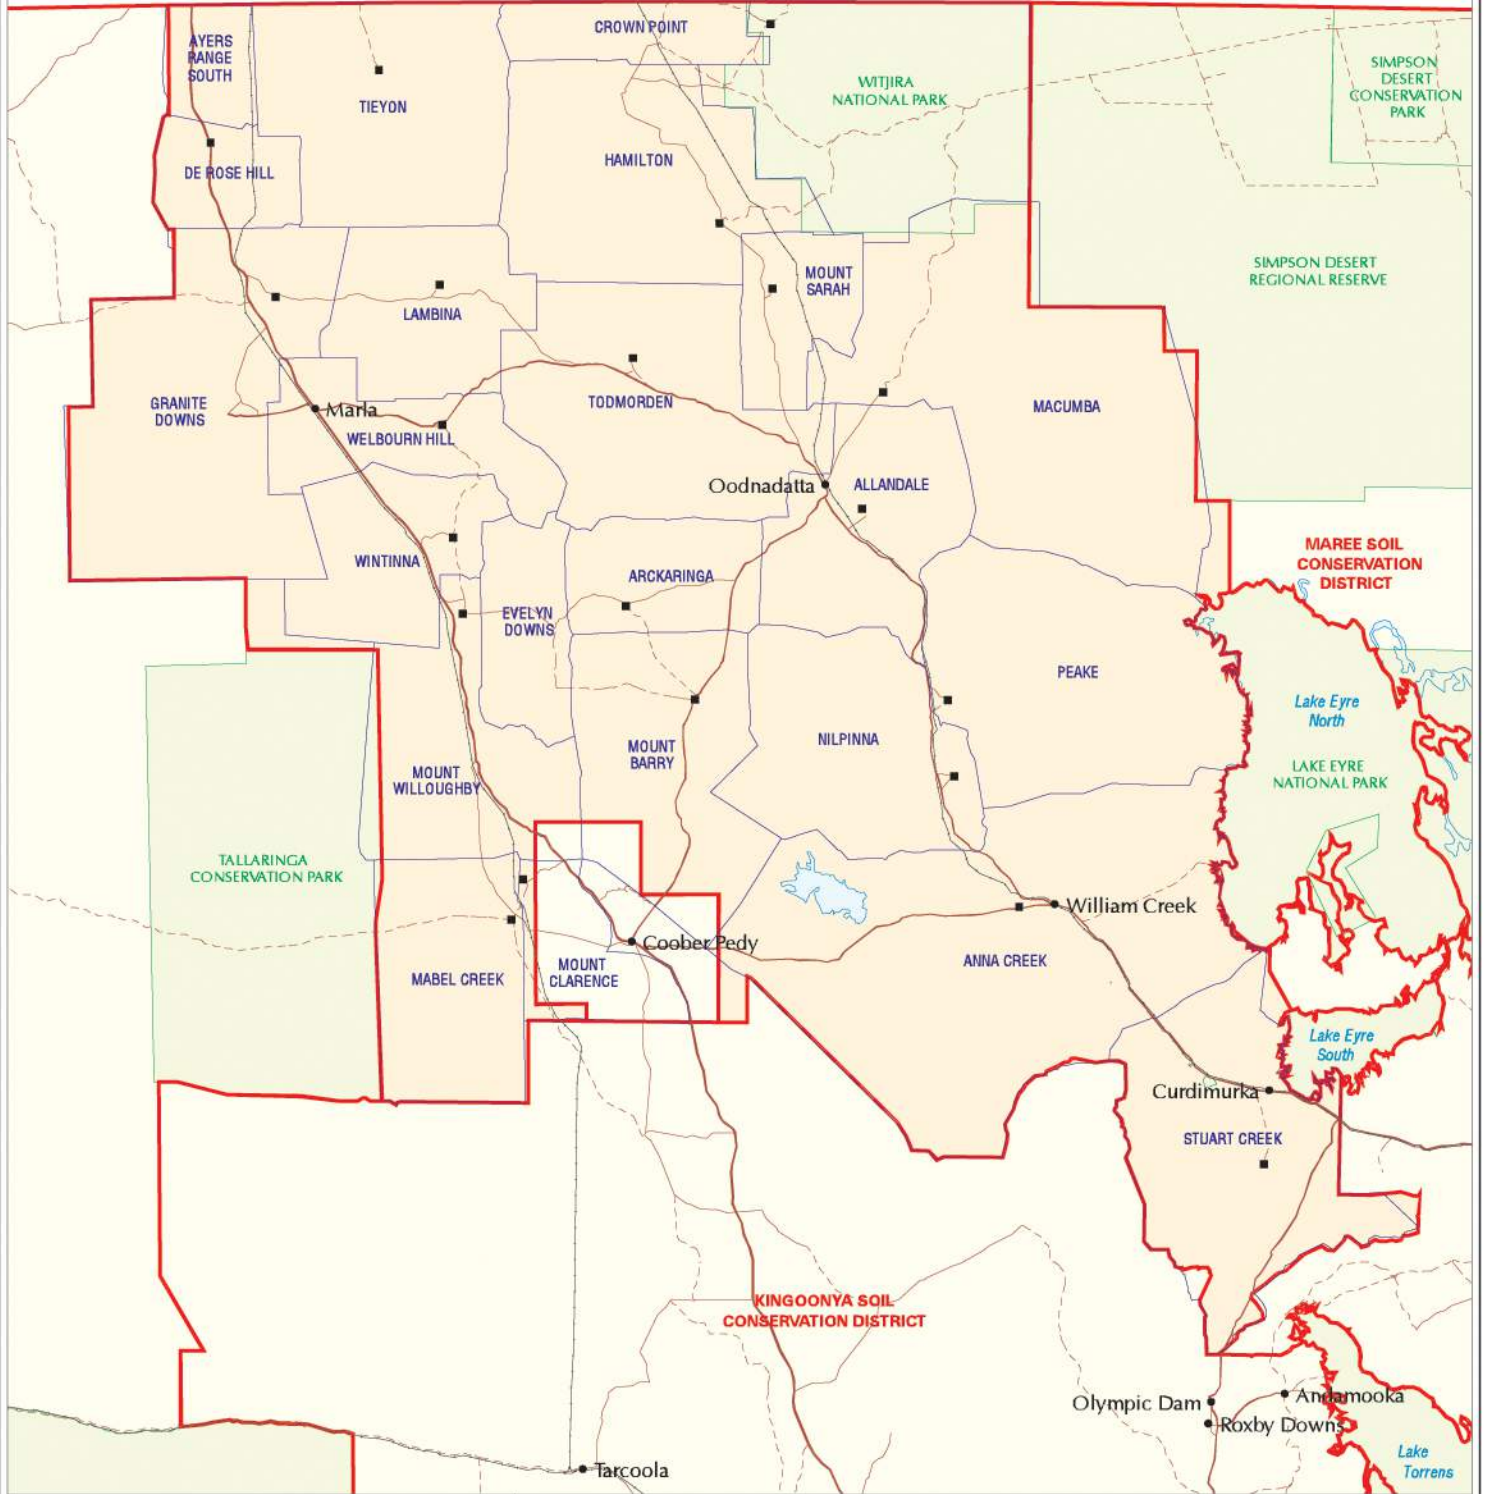 CROWN POINT
AYERS
RANGE
SOUTH
TIEYON
WITJIRA
NATIONAL PARK
SIMPSON
DESERT
CONSERVATION
PARK
DE ROSE HILL
HAMILTON
MOUNT
SARAH
SIMPSON DESERT
REGIONAL RESERVE
LAMBINA
GRANITE
DOWNS
Marla
TODMORDEN
MACUMBA
WELBOURN HILL
Oodnadatta
ALLANDALE
WINTINNA
ARCKARINGA
MAREE SOIL
CONSERVATION
DISTRICT
EVELYN
DOWNS
PEAKE
Lake Eyre
North
MOUNT
BARRY
NILPINNA
LAKE EYRE
NATIONAL PARK
MOUNT
WILLOUGHBY
TALLARINGA
CONSERVATION PARK
William Creek
Coober Pedy
MABEL CREEK
MOUNT
CLARENCE
ANNA CREEK
Lake Eyre
South
Curdimurka
STUART CREEK
KINGOONYA SOIL
CONSERVATION DISTRICT
Olympic Dam
Andamooka
Roxby Downs
Tarcoola
Lake
Torrens